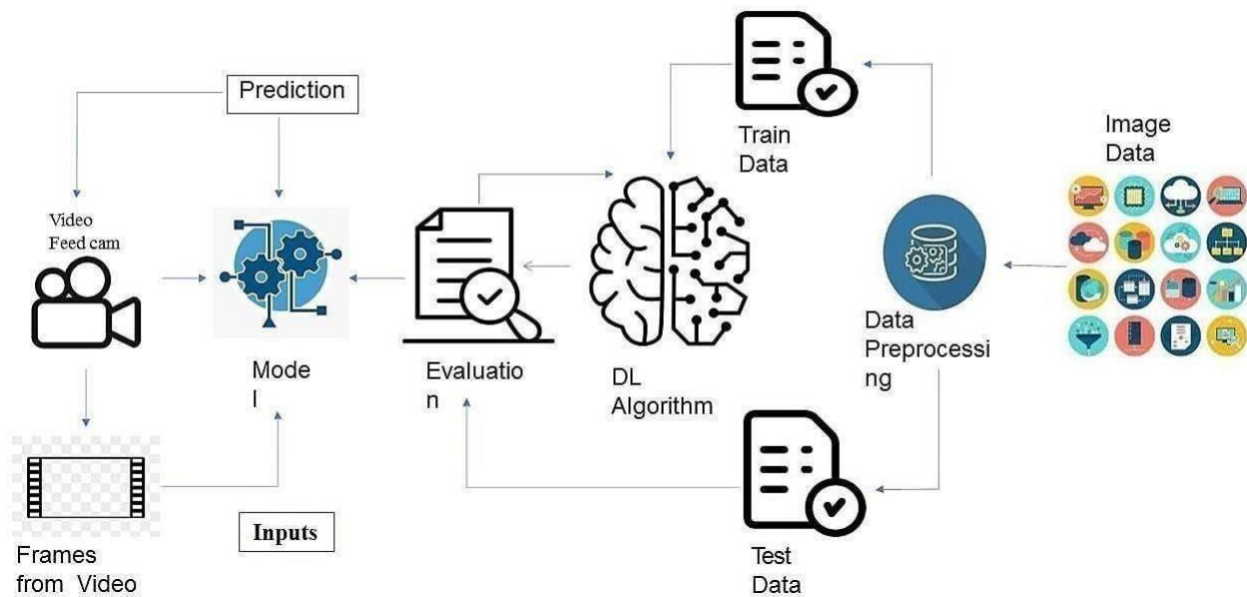 Prediction
Train
Data
Image
Data
Video
Feed cam
Mode
l
Evaluatio
n
DL
Algorithm
Data
Preprocessi
ng
Inputs
Frames
from Video
Test
Data